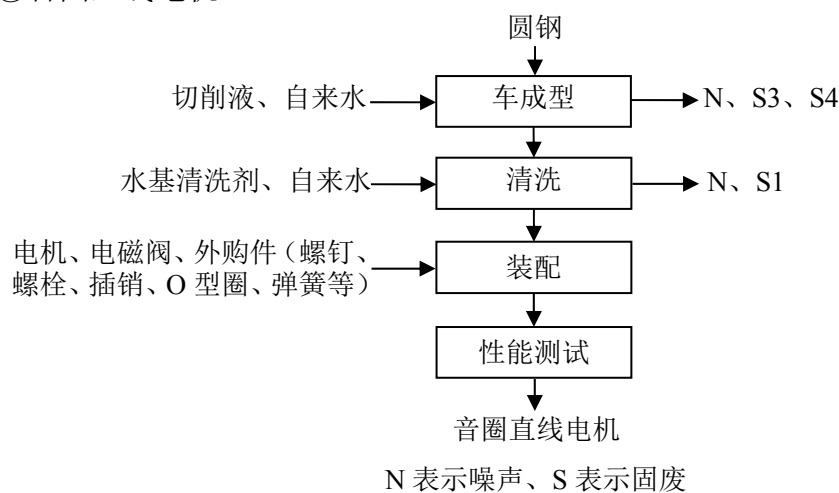 圆钢
切削液、自来水
车成型
N、S3、S4
水基清洗剂、自来水
清洗
N、S1
电机、电磁阀、外购件（螺钉、
螺栓、插销、O 型圈、弹簧等）
装配
性能测试
音圈直线电机
N 表示噪声、S 表示固废